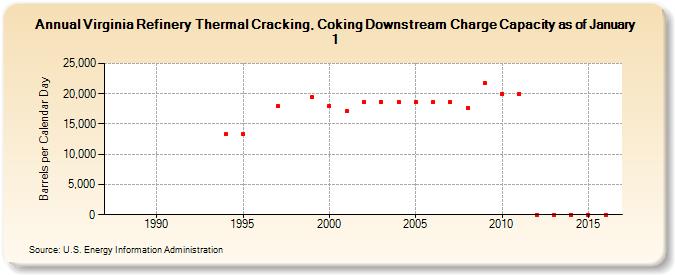 Annual Virginia Refinery Thermal Cracking, Coking Downstream Charge Capacity as of January
1
Barrels per Calendar Day
25,000
20,000
15,000
10,000
5,000
0
1990 1995 2000 2005 2010 2015
Source: U.S. Energy Information Administration